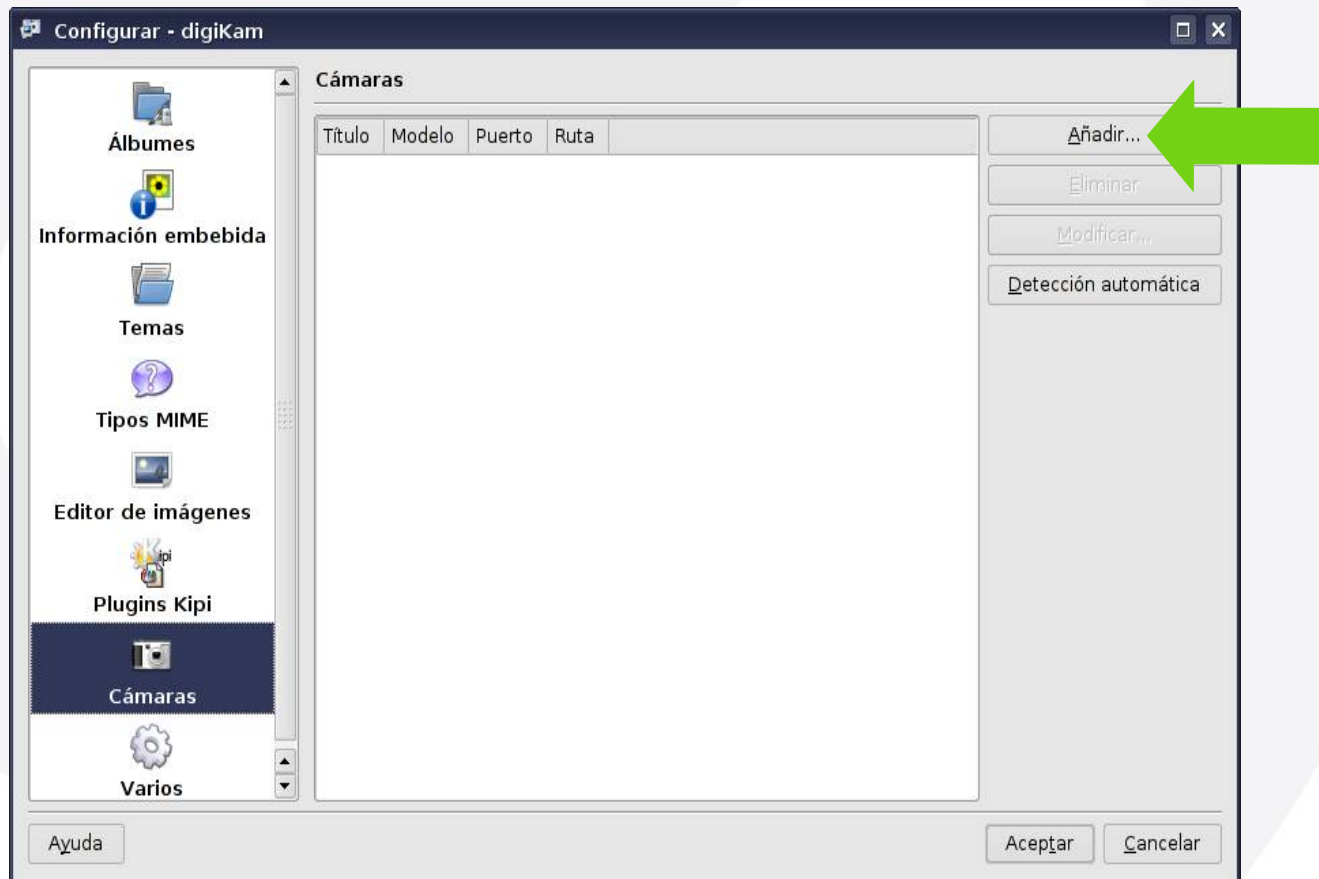 Configurar - digiKam
Álbumes
Información embebida
Temas
Tipos MIME
Editor de imágenes
Plugins Kipi
Cámaras
Varios
Cámaras
Título Modelo Puerto Ruta
Añadir...
Eliminar
Modificar...
Detección automática
Ayuda
Aceptar
Cancelar